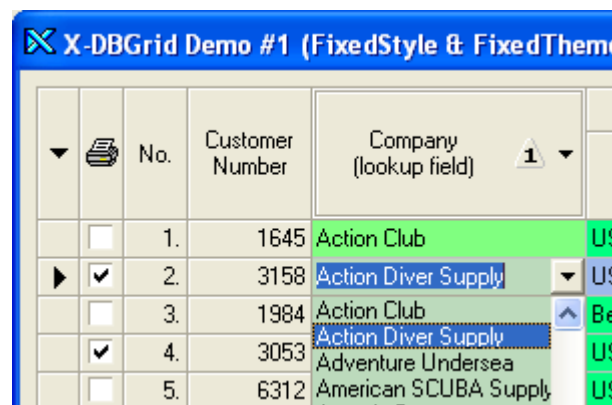 X-DBGrid Demo #1 (FixedStyle & FixedTheme
No.
Customer
Number
Company
(lookup field)
1
1. 1645 Action Club US
2. 3158 Action Diver Supply US
3. 1984 Action Club Be
4. 3053 Action Diver Supply US
Adventure Undersea
5. 6312 American SCUBA Supply US